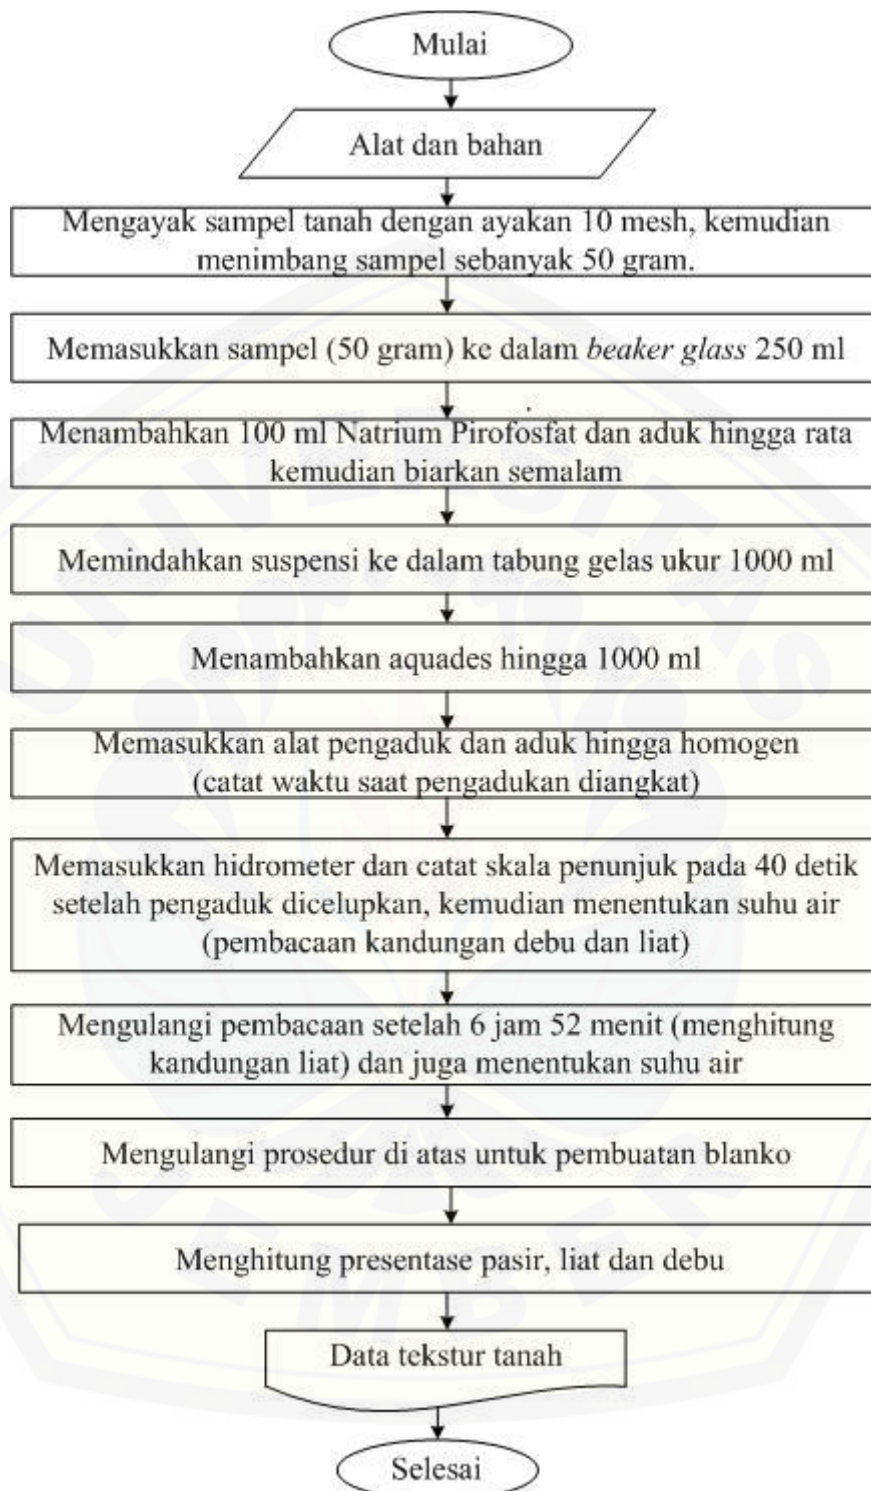 Mulai
Alat dan bahan
Mengayak sampel tanah dengan ayakan 10 mesh, kemudian
menimbang sampel sebanyak 50 gram.
Memasukkan sampel (50 gram) ke dalam beaker glass 250 ml
Menambahkan 100 ml Natrium Pirofosfat dan aduk hingga rata
kemudian biarkan semalam
Memindahkan suspensi ke dalam tabung gelas ukur 1000 ml
Menambahkan aquades hingga 1000 ml
Memasukkan alat pengaduk dan aduk hingga homogen
(catat waktu saat pengadukan diangkat)
Memasukkan hidrometer dan catat skala penunjuk pada 40 detik
setelah pengaduk dicelupkan, kemudian menentukan suhu air
(pembacaan kandungan debu dan liat)
Mengulangi pembacaan setelah 6 jam 52 menit (menghitung
kandungan liat) dan juga menentukan suhu air
Mengulangi prosedur di atas untuk pembuatan blanko
Menghitung presentase pasir, liat dan debu
Data tekstur tanah
Selesai
UNIVERSITAS
JEMBER